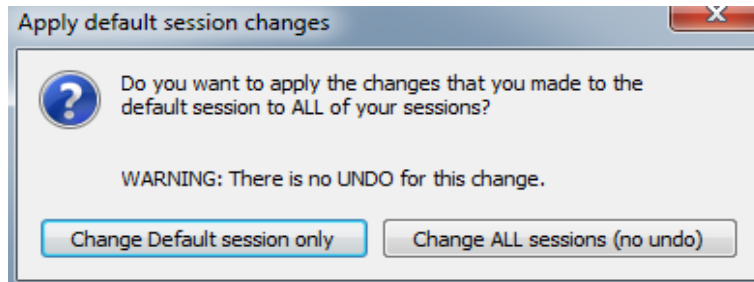 Apply default session changes
Do you want to apply the changes that you made to the
default session to ALL of your sessions?
WARNING: There is no UNDO for this change.
Change Default session only
Change ALL sessions (no undo)